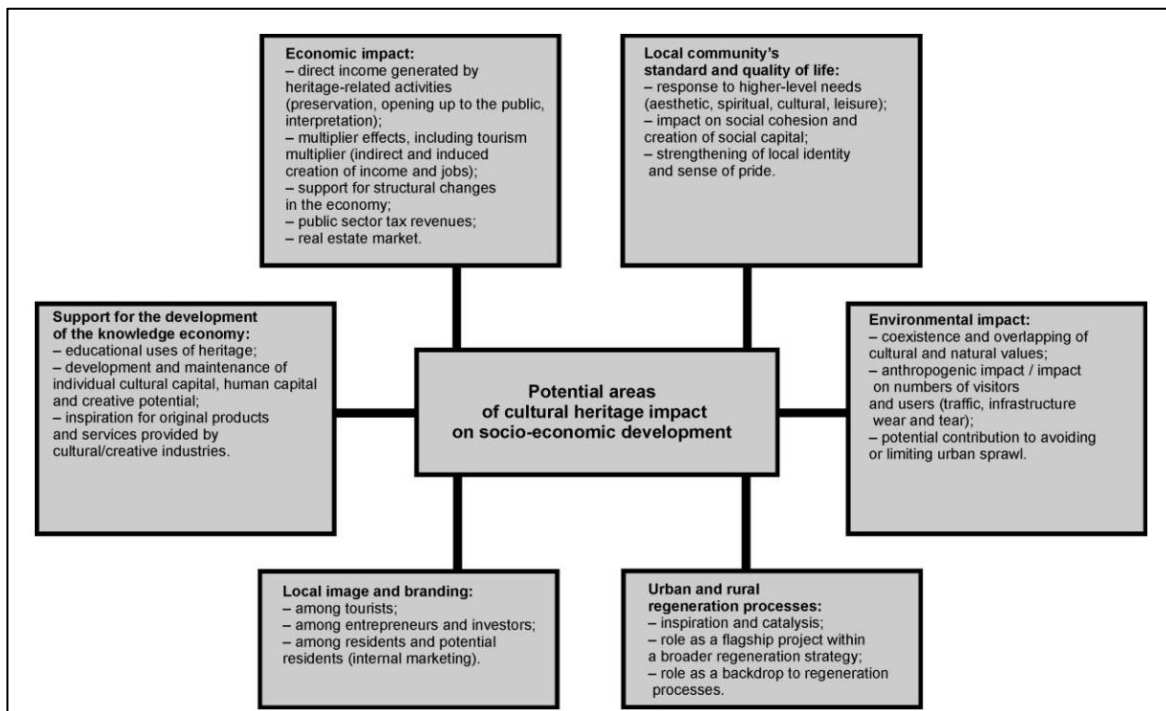 Economic impact:
– direct income generated by
heritage-related activities
(preservation, opening up to the public,
interpretation);
– multiplier effects, including tourism
multiplier (indirect and induced
creation of income and jobs);
– support for structural changes
in the economy;
– public sector tax revenues;
– real estate market.
Local community's
standard and quality of life:
– response to higher-level needs
(aesthetic, spiritual, cultural, leisure);
– impact on social cohesion and
creation of social capital;
– strengthening of local identity
and sense of pride.
Support for the development
of the knowledge economy:
– educational uses of heritage;
– development and maintenance of
individual cultural capital, human capital
and creative potential;
– inspiration for original products
and services provided by
cultural/creative industries.
Potential areas
of cultural heritage impact
on socio-economic development
Environmental impact:
– coexistence and overlapping of
cultural and natural values;
– anthropogenic impact / impact
on numbers of visitors
and users (traffic, infrastructure
wear and tear);
– potential contribution to avoiding
or limiting urban sprawl.
Local image and branding:
– among tourists;
– among entrepreneurs and investors;
– among residents and potential
residents (internal marketing).
Urban and rural
regeneration processes:
– inspiration and catalysis;
– role as a flagship project within
a broader regeneration strategy;
– role as a backdrop to regeneration
processes.